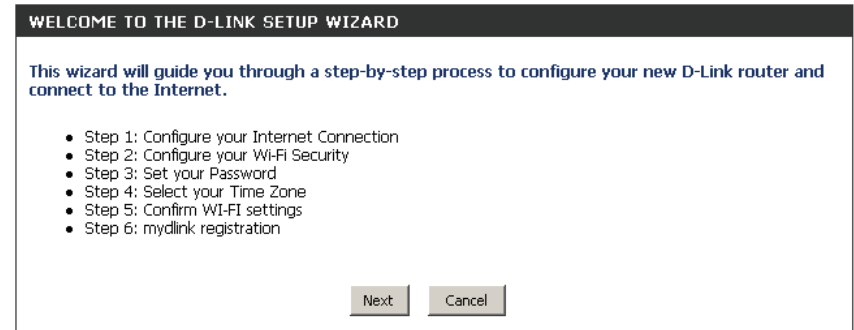 WELCOME TO THE D-LINK SETUP WIZARD
This wizard will guide you through a step-by-step process to configure your new D-Link router and
connect to the Internet.
• Step 1: Configure your Internet Connection
• Step 2: Configure your Wi-Fi Security
• Step 3: Set your Password
• Step 4: Select your Time Zone
• Step 5: Confirm WI-FI settings
• Step 6: mydlink registration
Next Cancel